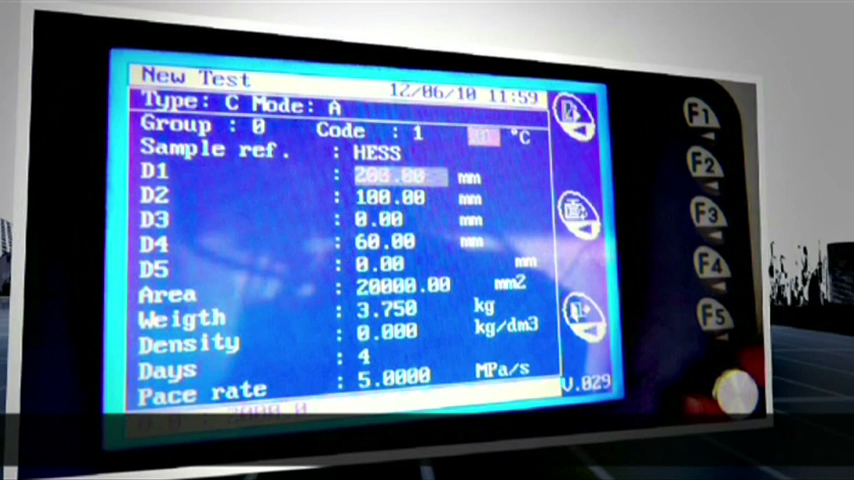 New Test 12/06/10 11:59
Type: C Mode: A
Group : 0 Code : 1 °C
Sample ref. : HESS
D1 : 200.00 mm
D2 : 100.00 mm
D3 : 0.00 mm
D4 : 60.00 mm
D5 : 0.00 mm
Area : 20000.00 mm2
Weigth : 3.750 kg
Density : 0.000 kg/dm3
Days : 4
Pace rate : 5.0000 MPa/s
V.029
F1
F2
F3
F4
F5